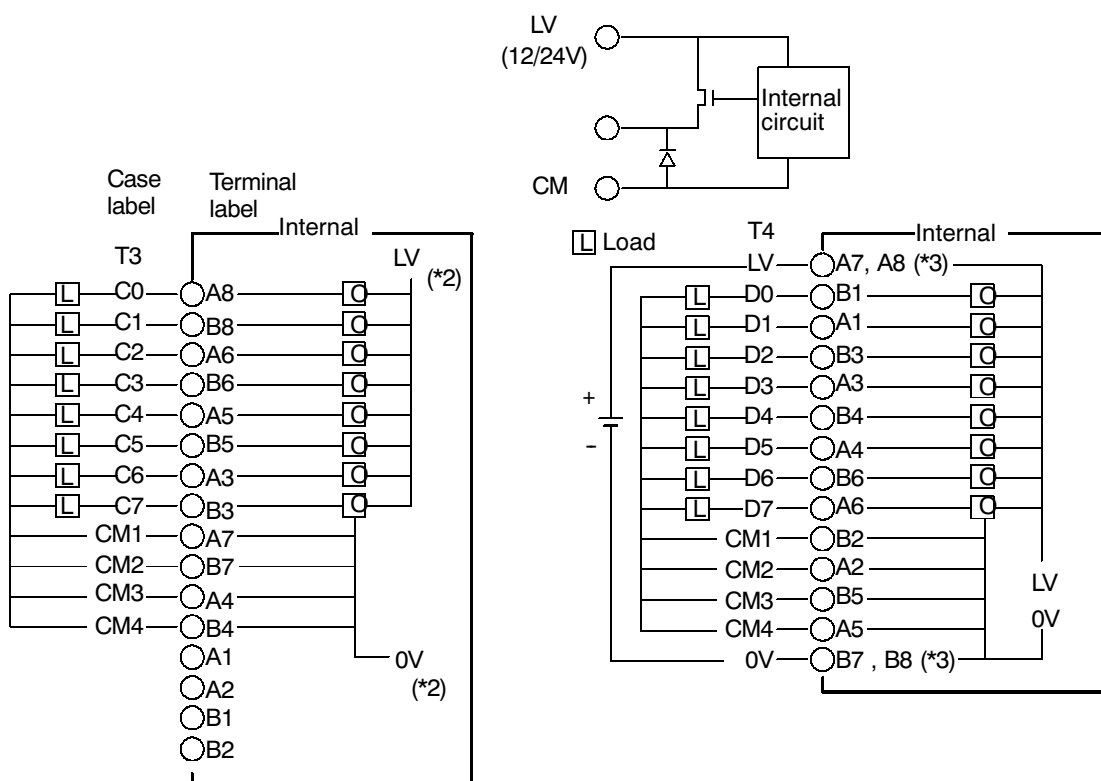 LV
(12/24V)
Internal
circuit
CM
Case
label
Terminal
label
Internal
T3
LV
(*2)
L C0 A8 C
L C1 B8 C
L C2 A6 C
L C3 B6 C
L C4 A5 C
L C5 B5 C
L C6 A3 C
L C7 B3 C
CM1 A7
CM2 B7
CM3 A4
CM4 B4
A1 0V
(*2)
A2
B1
B2
L Load
T4
Internal
LV A7, A8 (*3)
L D0 B1 C
L D1 A1 C
L D2 B3 C
L D3 A3 C
+
L D4 B4 C
-
L D5 A4 C
L D6 B6 C
L D7 A6 C
CM1 B2
CM2 A2
LV
CM3 B5
0V
CM4 A5
0V B7 , B8 (*3)